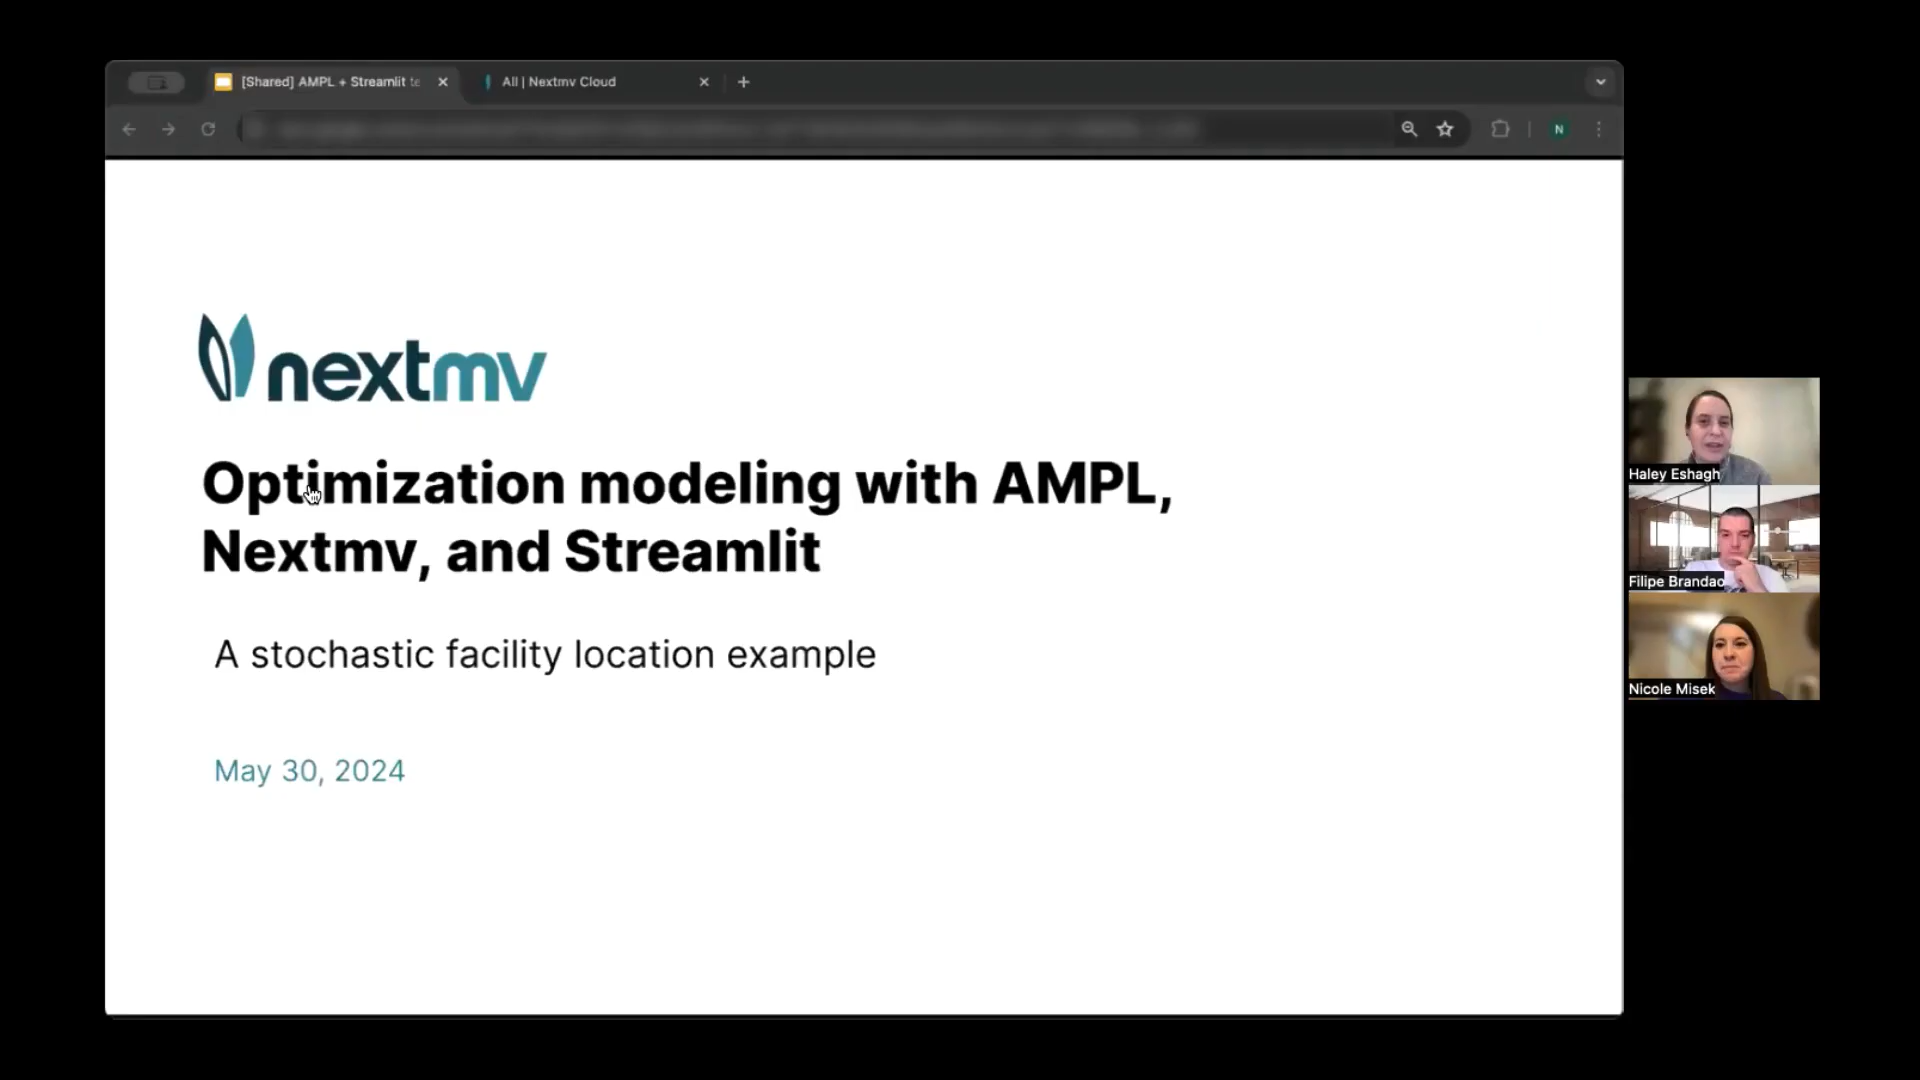 [Shared] AMPL + Streamlit te
All | Nextmv Cloud
N
nextmv
Optimization modeling with AMPL,
Nextmv, and Streamlit
A stochastic facility location example
May 30, 2024
Haley Eshagh
Filipe Brandao
Nicole Misek